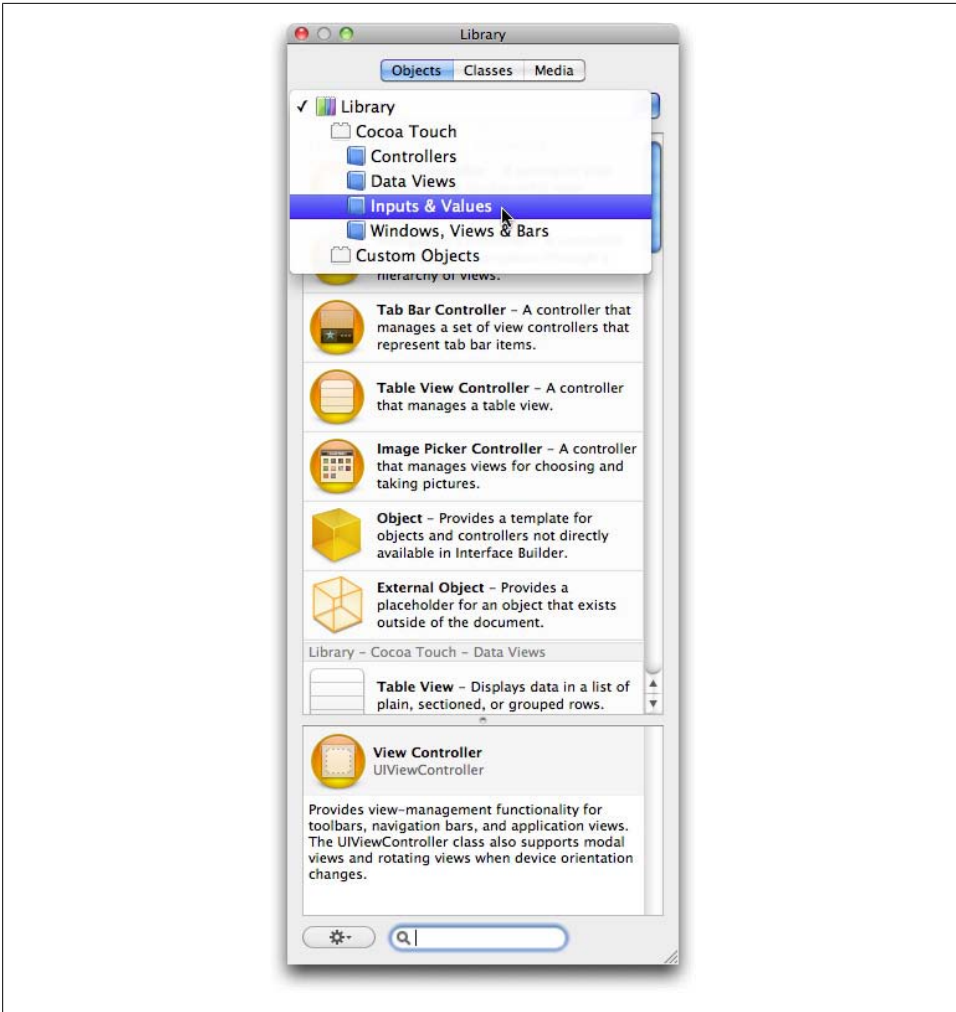 Library
Objects Classes Media
✓ Library
Cocoa Touch
Controllers
Data Views
Inputs & Values
Windows, Views & Bars
Custom Objects
hierarchy of views.
Tab Bar Controller – A controller that
manages a set of view controllers that
represent tab bar items.
Table View Controller – A controller
that manages a table view.
Image Picker Controller – A controller
that manages views for choosing and
taking pictures.
Object – Provides a template for
objects and controllers not directly
available in Interface Builder.
External Object – Provides a
placeholder for an object that exists
outside of the document.
Library – Cocoa Touch – Data Views
Table View – Displays data in a list of
plain, sectioned, or grouped rows.
View Controller
UIViewController
Provides view-management functionality for
toolbars, navigation bars, and application views.
The UIViewController class also supports modal
views and rotating views when device orientation
changes.